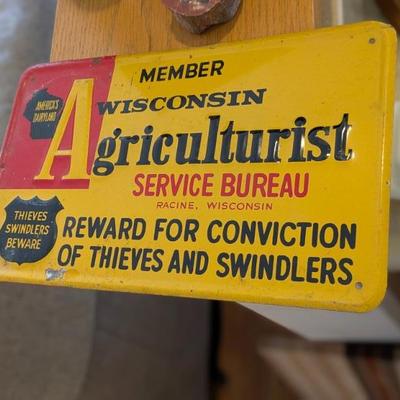 MEMBER
AMERICA'S
DAIRYLAND
WISCONSIN
Agriculturist
SERVICE BUREAU
RACINE, WISCONSIN
THIEVES
SWINDLERS
BEWARE
REWARD FOR CONVICTION
OF THIEVES AND SWINDLERS